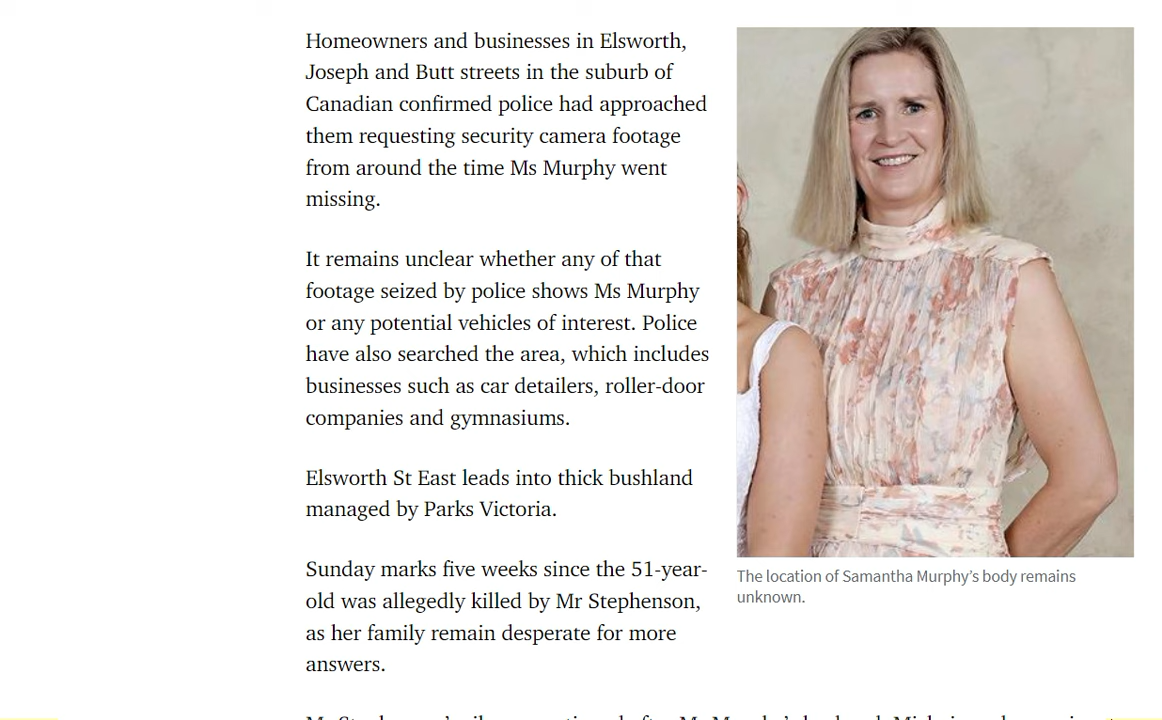 Homeowners and businesses in Elsworth,
Joseph and Butt streets in the suburb of
Canadian confirmed police had approached
them requesting security camera footage
from around the time Ms Murphy went
missing.
It remains unclear whether any of that
footage seized by police shows Ms Murphy
or any potential vehicles of interest. Police
have also searched the area, which includes
businesses such as car detailers, roller-door
companies and gymnasiums.
Elsworth St East leads into thick bushland
managed by Parks Victoria.
Sunday marks five weeks since the 51-year-
old was allegedly killed by Mr Stephenson,
as her family remain desperate for more
answers.
The location of Samantha Murphy’s body remains
unknown.